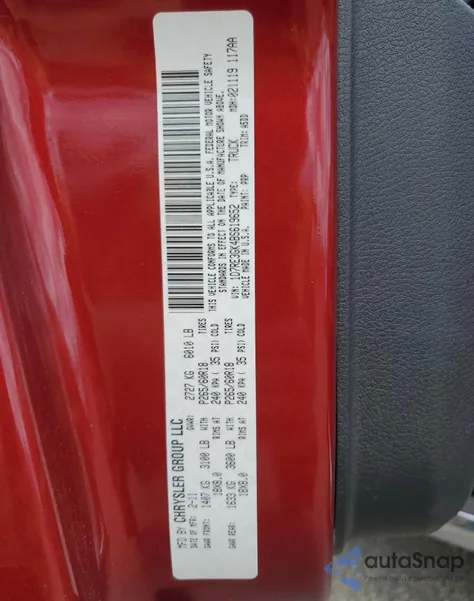 MFD BY CHRYSLER GROUP LLC
DATE OF MFR: 2-11 GVWR: 2727 KG 6010 LB
GAWR FRONT: 1407 KG 3100 LB WITH P265/60R18 TIRES
18X8.0 RIMS AT 240 KPA ( 35 PSI) COLD
GAWR REAR: 1633 KG 3600 LB WITH P265/60R18 TIRES
18X8.0 RIMS AT 240 KPA ( 35 PSI) COLD
THIS VEHICLE CONFORMS TO ALL APPLICABLE U.S.A. FEDERAL MOTOR VEHICLE SAFETY
STANDARDS IN EFFECT ON THE DATE OF MANUFACTURE SHOWN ABOVE.
MDH: 021119 117AA
VIN: 1D7RE3GK4BS619652 TYPE: TRUCK
VEHICLE MADE IN U.S.A. PAINT: PRP TRIM: A5DD
autoSnap